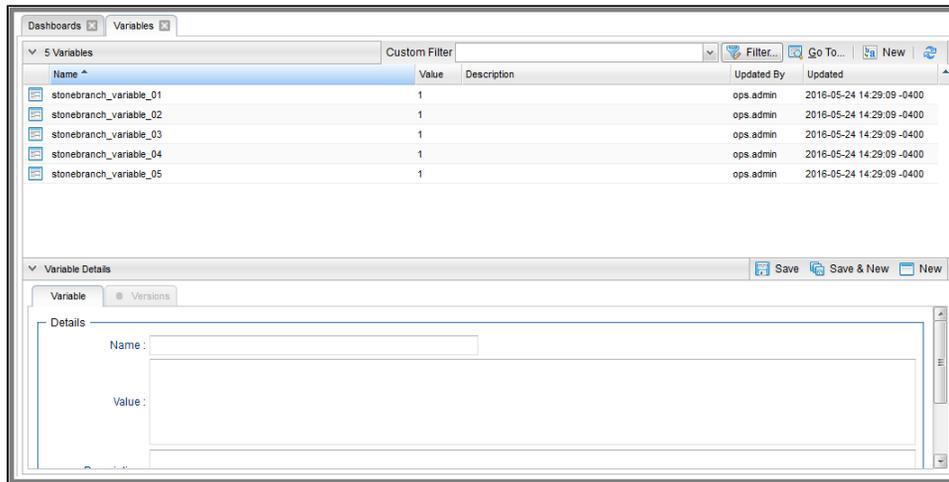 Dashboards Variables
5 Variables Custom Filter Filter... Go To... New
Name Value Description Updated By Updated
stonebranch_variable_01 1 ops.admin 2016-05-24 14:29:09 -0400
stonebranch_variable_02 1 ops.admin 2016-05-24 14:29:09 -0400
stonebranch_variable_03 1 ops.admin 2016-05-24 14:29:09 -0400
stonebranch_variable_04 1 ops.admin 2016-05-24 14:29:09 -0400
stonebranch_variable_05 1 ops.admin 2016-05-24 14:29:09 -0400
Variable Details Save Save & New New
Variable Versions
Details
Name :
Value :